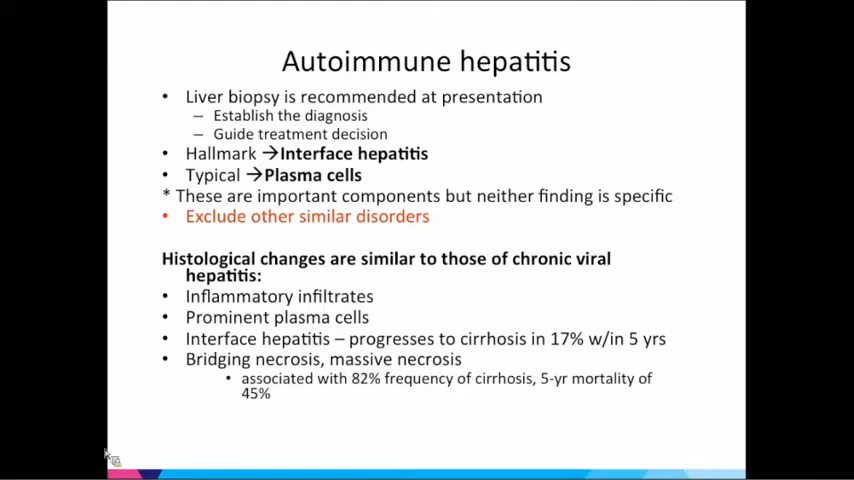 Autoimmune hepatitis
• Liver biopsy is recommended at presentation
– Establish the diagnosis
– Guide treatment decision
• Hallmark →Interface hepatitis
• Typical →Plasma cells
* These are important components but neither finding is specific
• Exclude other similar disorders
Histological changes are similar to those of chronic viral
hepatitis:
• Inflammatory infiltrates
• Prominent plasma cells
• Interface hepatitis – progresses to cirrhosis in 17% w/in 5 yrs
• Bridging necrosis, massive necrosis
• associated with 82% frequency of cirrhosis, 5-yr mortality of
45%